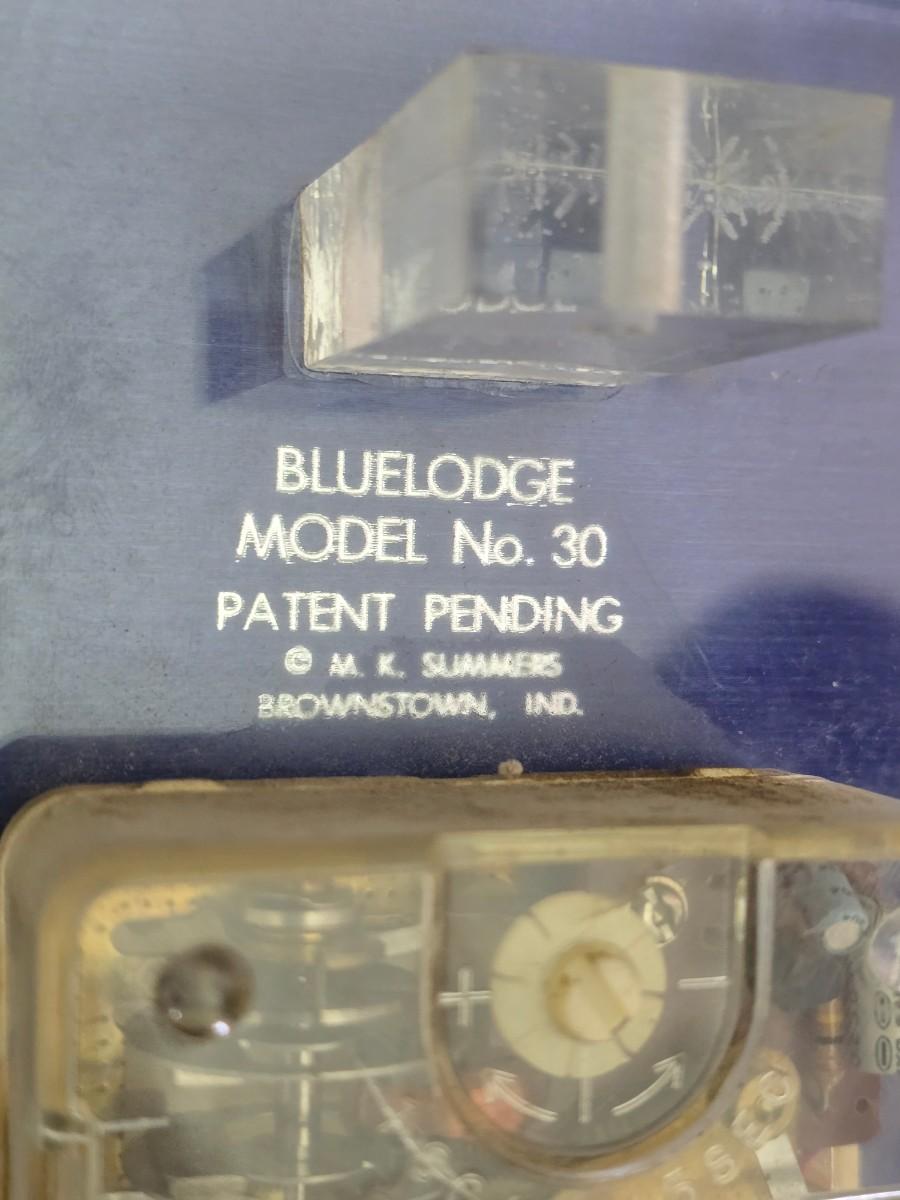 BLUELODGE
MODEL No. 30
PATENT PENDING
© M. K. SUMMERS
BROWNSTOWN, IND.
+ −